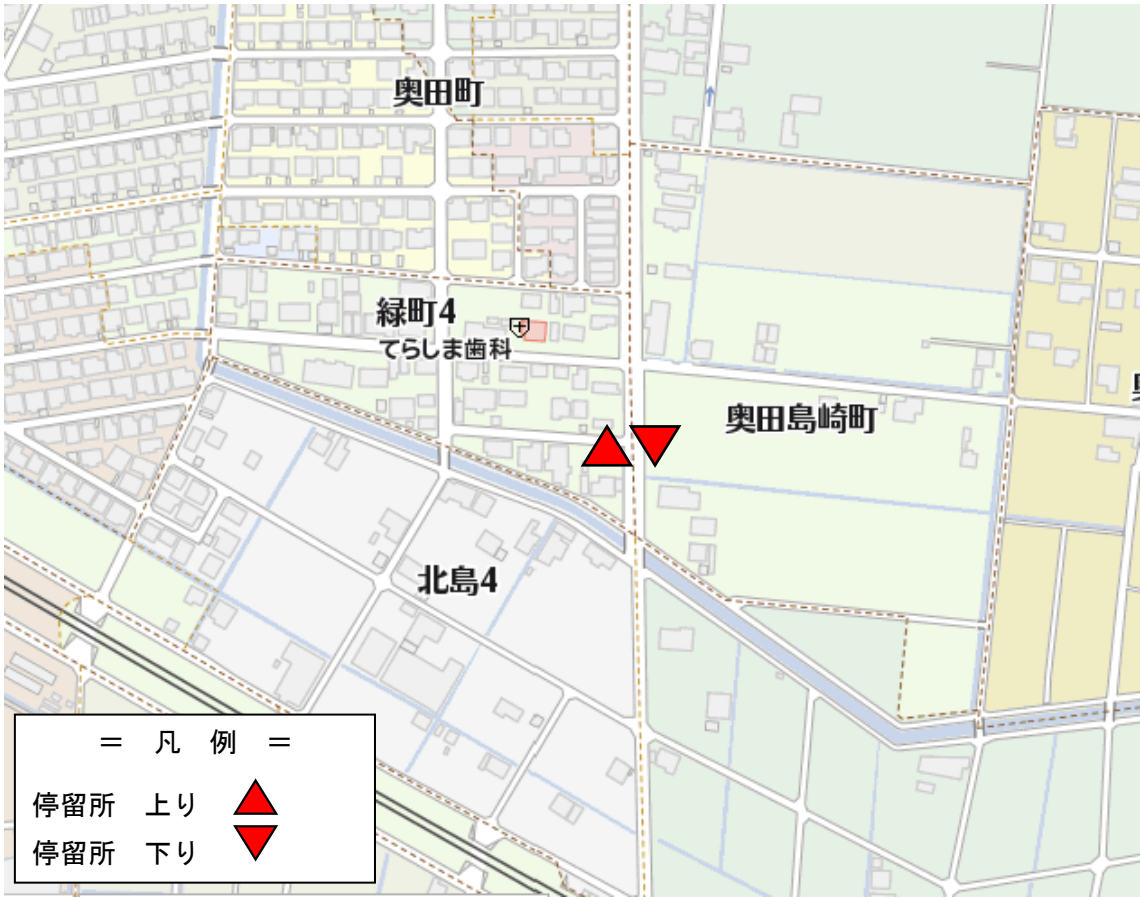 奥田町
緑町4
てらしま歯科
奥田島崎町
北島4
= 凡 例 =
停留所 上り
停留所 下り